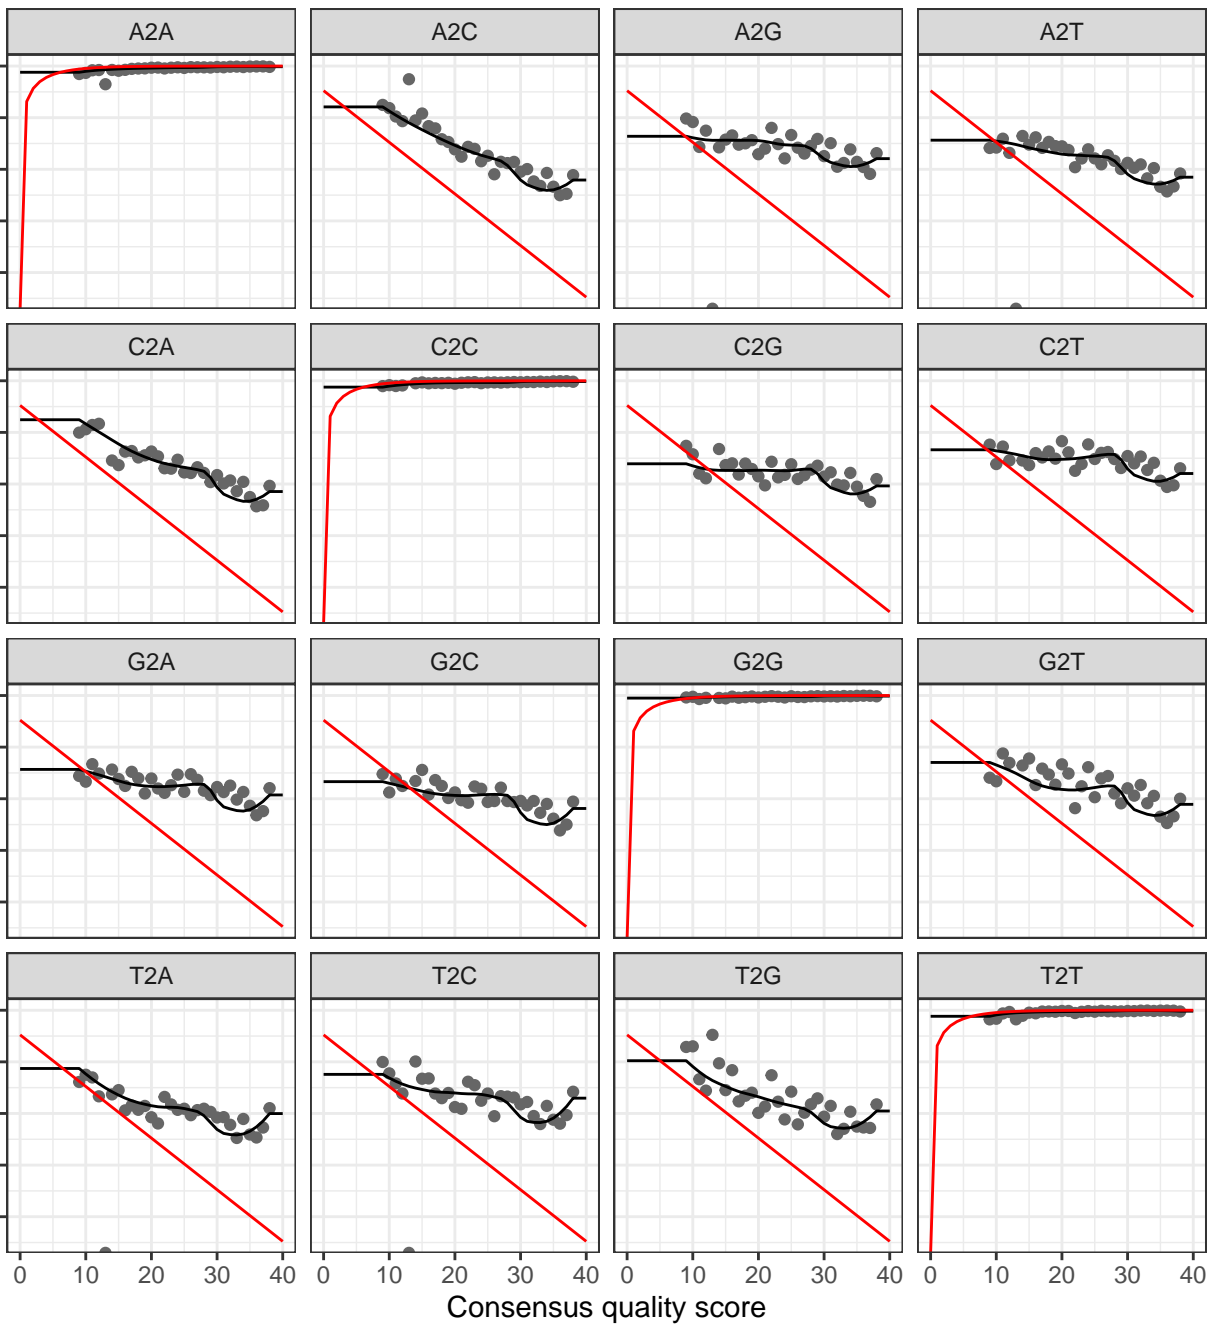 A2A A2C A2G A2T
C2A C2C C2G C2T
G2A G2C G2G G2T
T2A T2C T2G T2T
0 10 20 30 40 0 10 20 30 40 0 10 20 30 40 0 10 20 30 40
Consensus quality score